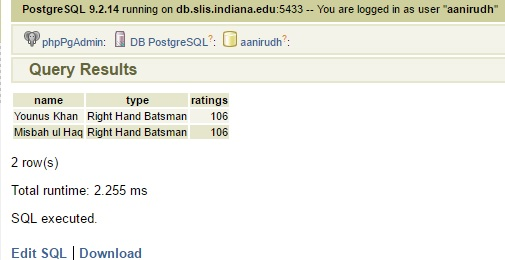 PostgreSQL 9.2.14 running on db.slis.indiana.edu:5433 -- You are logged in as user "aanirudh"
phpPgAdmin: DB PostgreSQL?: aanirudh?:
Query Results
name type ratings
Younus Khan Right Hand Batsman 106
Misbah ul Haq Right Hand Batsman 106
2 row(s)
Total runtime: 2.255 ms
SQL executed.
Edit SQL | Download